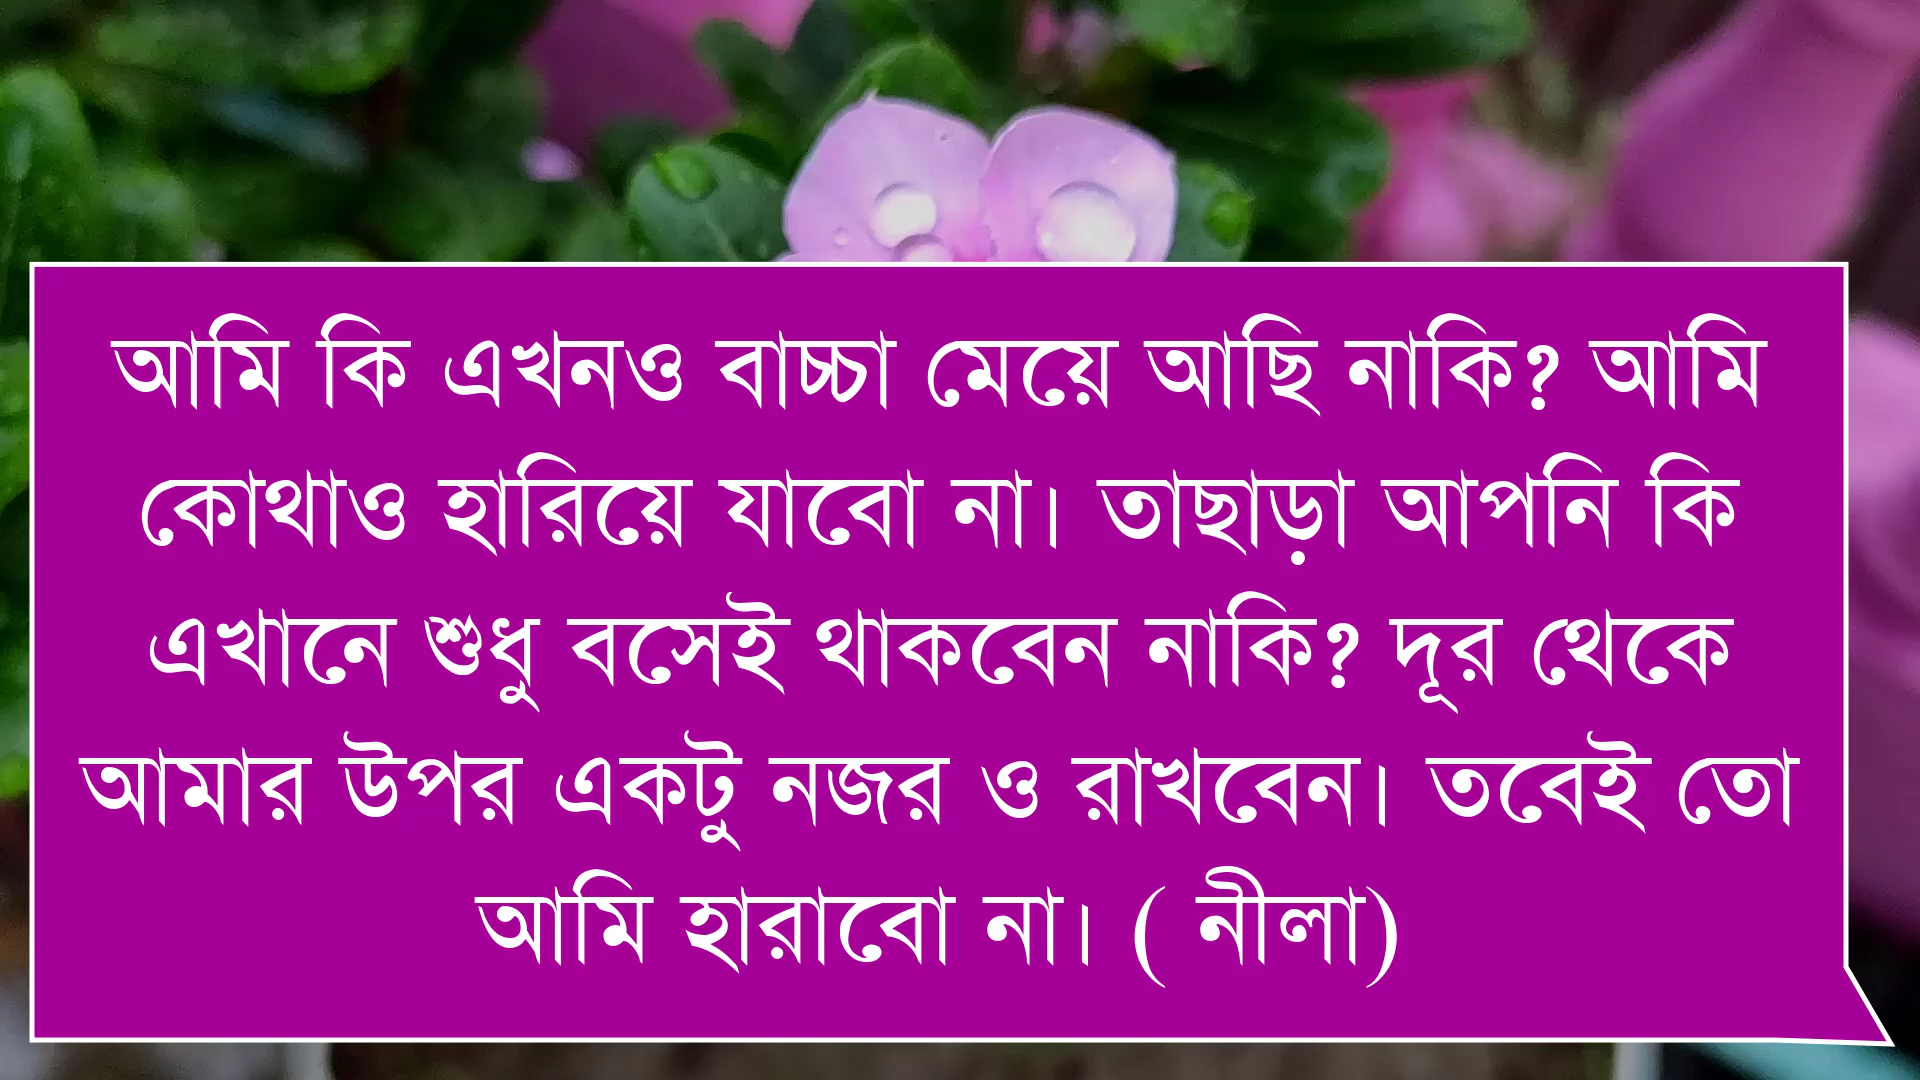 আমি কি এখনও বাচ্চা মেয়ে আছি নাকি? আমি
কোথাও হারিয়ে যাবো না। তাছাড়া আপনি কি
এখানে শুধু বসেই থাকবেন নাকি? দূর থেকে
আমার উপর একটু নজর ও রাখবেন। তবেই তো
আমি হারাবো না। ( নীলা)